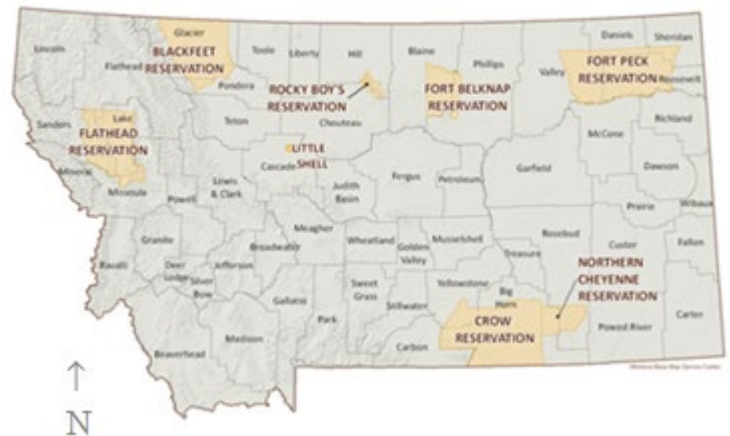 Glacier
BLACKFEET
RESERVATION
Lincoln
Flathead
Toole
Liberty
Hill
Blaine
Phillips
Daniels
Sheridan
Valley
FORT PECK
RESERVATION
Roosevelt
Pondera
ROCKY BOY'S
RESERVATION
FORT BELKNAP
RESERVATION
Sanders
Lake
FLATHEAD
RESERVATION
Teton
Chouteau
Richland
McCone
Mineral
Missoula
Powell
Lewis
& Clark
Cascade
LITTLE
SHELL
Judith
Basin
Fergus
Petroleum
Garfield
Dawson
Prairie
Wibaux
Ravalli
Granite
Deer
Lodge
Silver
Bow
Jefferson
Broadwater
Meagher
Wheatland
Golden
Valley
Musselshell
Treasure
Rosebud
Custer
Fallon
NORTHERN
CHEYENNE
RESERVATION
Beaverhead
Madison
Gallatin
Park
Sweet
Grass
Stillwater
Yellowstone
Big
Horn
CROW
RESERVATION
Carbon
Powed River
Carter
N